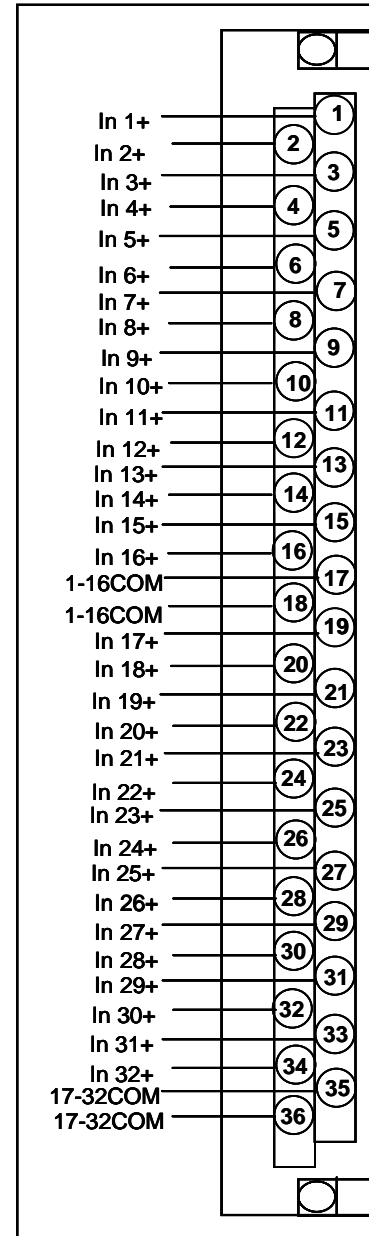 In 1+ 1
In 2+ 2
In 3+ 3
In 4+ 4
In 5+ 5
In 6+ 6
In 7+ 7
In 8+ 8
In 9+ 9
In 10+ 10
In 11+ 11
In 12+ 12
In 13+ 13
In 14+ 14
In 15+ 15
In 16+ 16
1-16COM 17
1-16COM 18
In 17+ 19
In 18+ 20
In 19+ 21
In 20+ 22
In 21+ 23
In 22+ 24
In 23+ 25
In 24+ 26
In 25+ 27
In 26+ 28
In 27+ 29
In 28+ 30
In 29+ 31
In 30+ 32
In 31+ 33
In 32+ 34
17-32COM 35
17-32COM 36